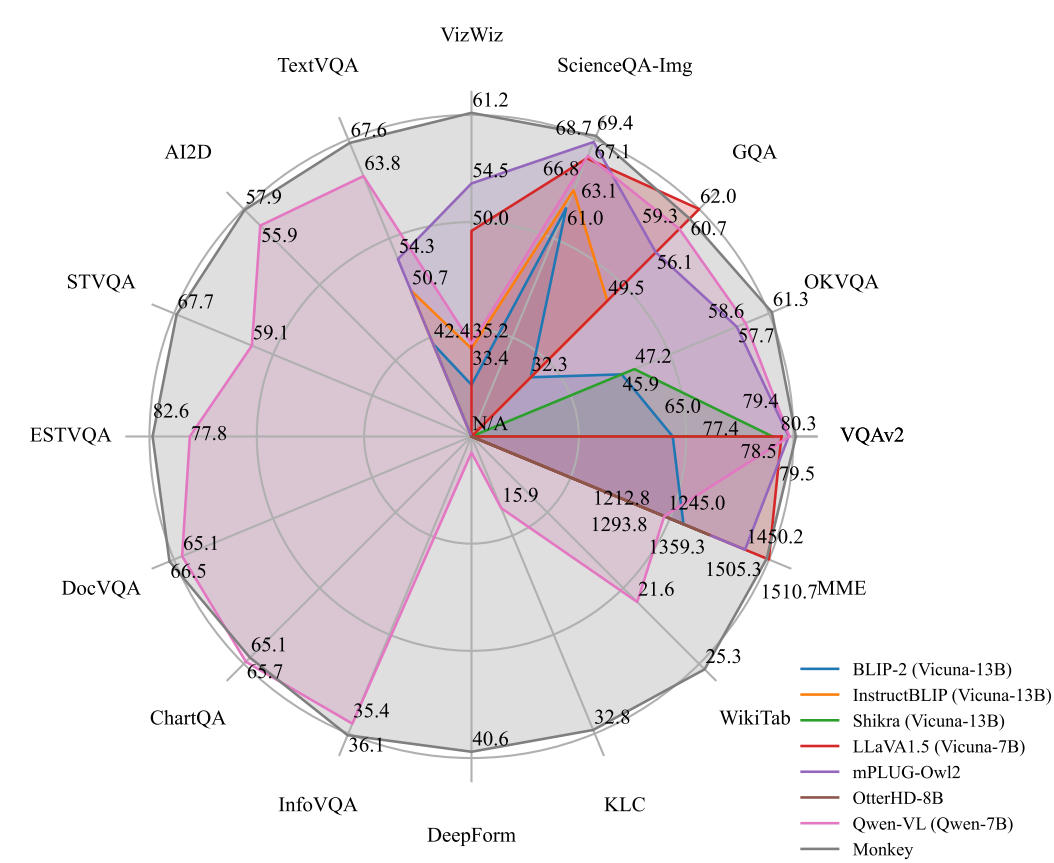 VizWiz
TextVQA
ScienceQA-Img
61.2
67.6
68.7
69.4
63.8
66.8
67.1
GQA
AI2D
54.5
63.1
62.0
57.9
50.0
61.0
59.3
60.7
55.9
54.3
56.1
STVQA
50.7
49.5
OKVQA
67.7
61.3
59.1
42.4
35.2
58.6
57.7
33.4
32.3
47.2
45.9
82.6
65.0
79.4
ESTVQA
77.8
N/A
77.4
80.3
VQAv2
78.5
79.5
15.9
1212.8
1245.0
1293.8
65.1
1359.3
1450.2
66.5
1505.3
DocVQA
21.6
1510.7
MME
65.1
25.3
65.7
BLIP-2 (Vicuna-13B)
InstructBLIP (Vicuna-13B)
ChartQA
35.4
32.8
WikiTab
Shikra (Vicuna-13B)
36.1
40.6
LLaVA1.5 (Vicuna-7B)
mPLUG-Owl2
InfoVQA
KLC
OtterHD-8B
DeepForm
Qwen-VL (Qwen-7B)
Monkey